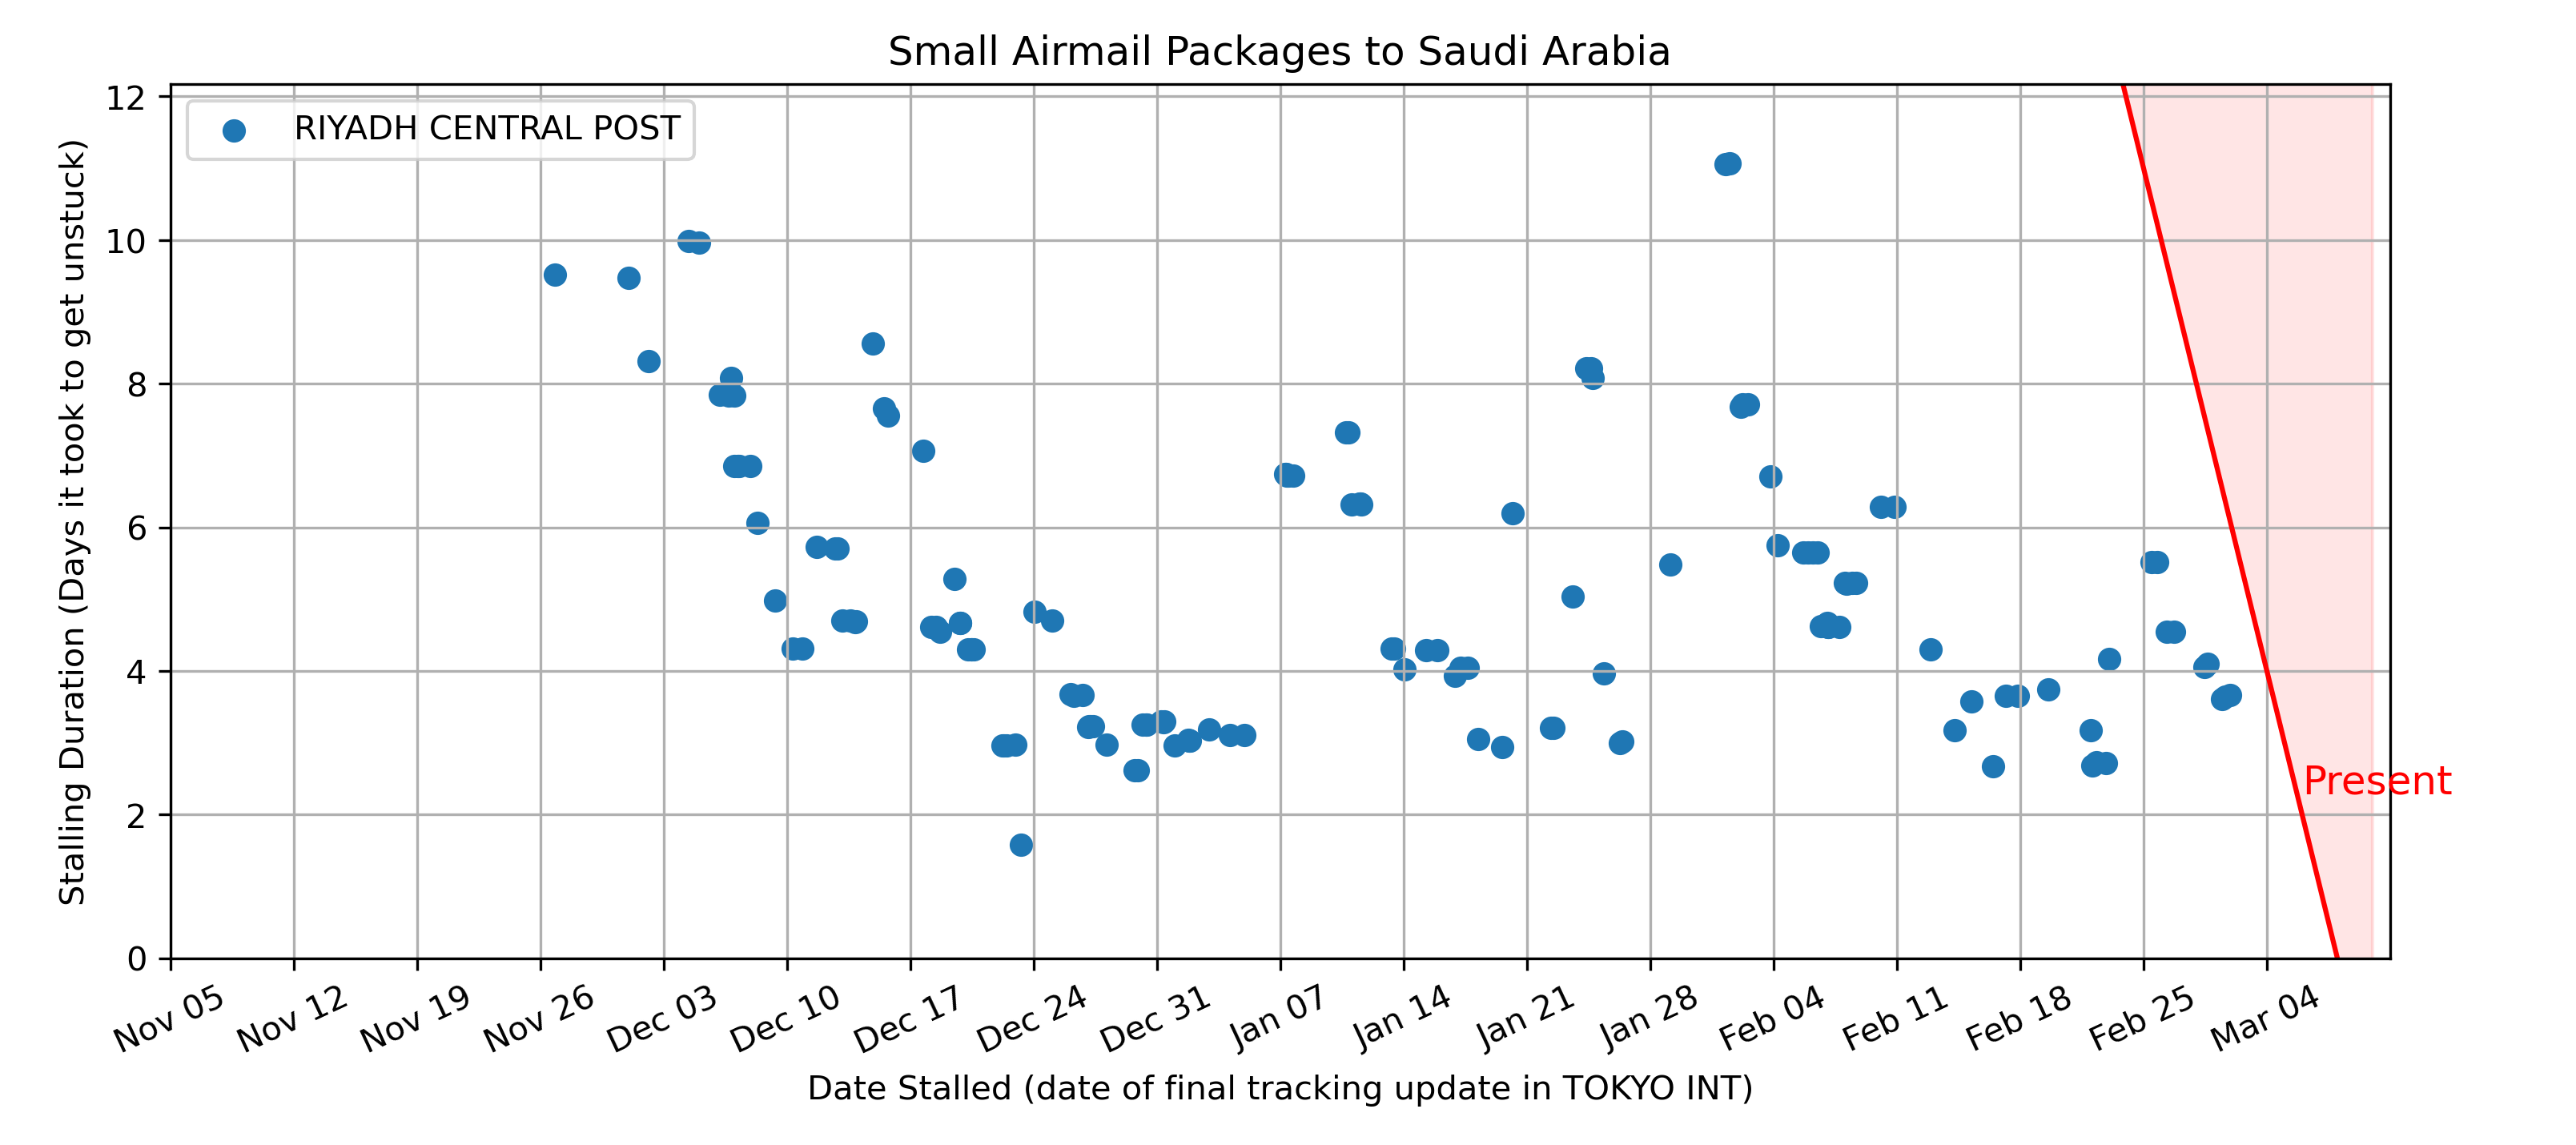 Small Airmail Packages to Saudi Arabia
RIYADH CENTRAL POST
Stalling Duration (Days it took to get unstuck)
12
10
8
6
4
2
0
Present
Nov 05
Nov 12
Nov 19
Nov 26
Dec 03
Dec 10
Dec 17
Dec 24
Dec 31
Jan 07
Jan 14
Jan 21
Jan 28
Feb 04
Feb 11
Feb 18
Feb 25
Mar 04
Date Stalled (date of final tracking update in TOKYO INT)